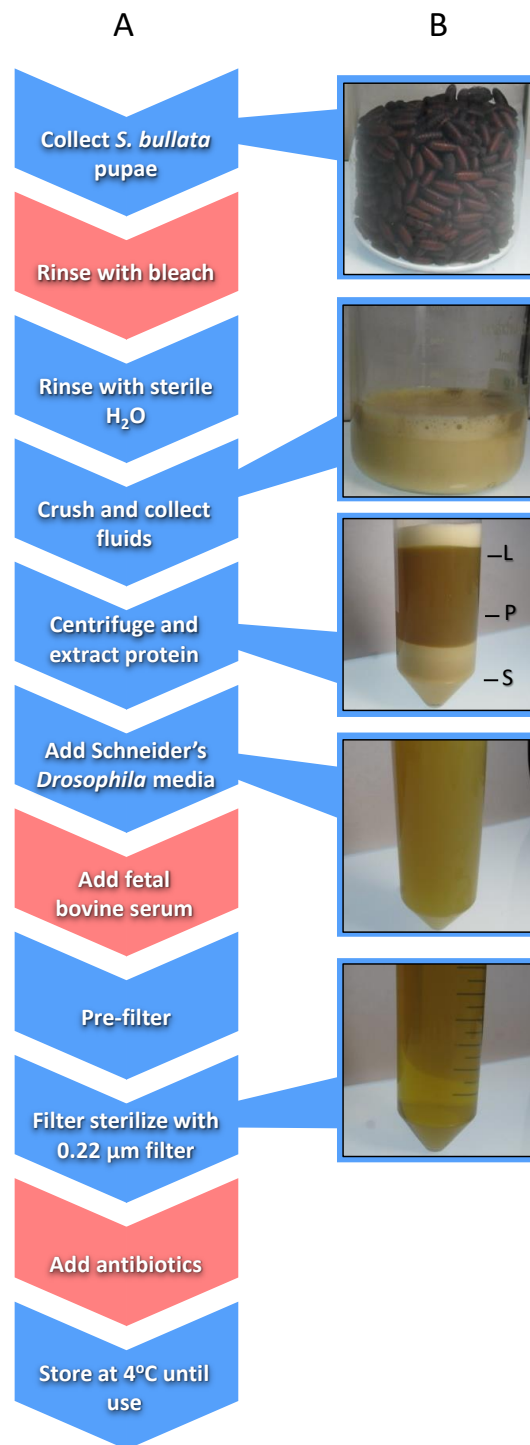 A
B
Collect S. bullata
pupae
Rinse with bleach
Rinse with sterile
H₂O
Crush and collect
fluids
Centrifuge and
extract protein
Add Schneider's
Drosophila media
Add fetal
bovine serum
Pre-filter
Filter sterilize with
0.22 µm filter
Add antibiotics
Store at 4°C until
use
L
P
S